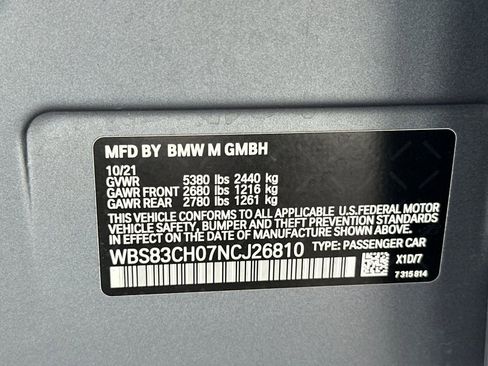 MFD BY BMW M GMBH
10/21
GVWR 5380 lbs 2440 kg
GAWR FRONT 2680 lbs 1216 kg
GAWR REAR 2780 lbs 1261 kg
THIS VEHICLE CONFORMS TO ALL APPLICABLE U.S.FEDERAL MOTOR
VEHICLE SAFETY, BUMPER, AND THEFT
PREVENTION STANDARDS IN EFFECT ON THE DATE OF
MANUFACTURE SHOWN ABOVE.
WBS83CH07NCJ26810 TYPE: PASSENGER CAR
X1D/7
7 315 814